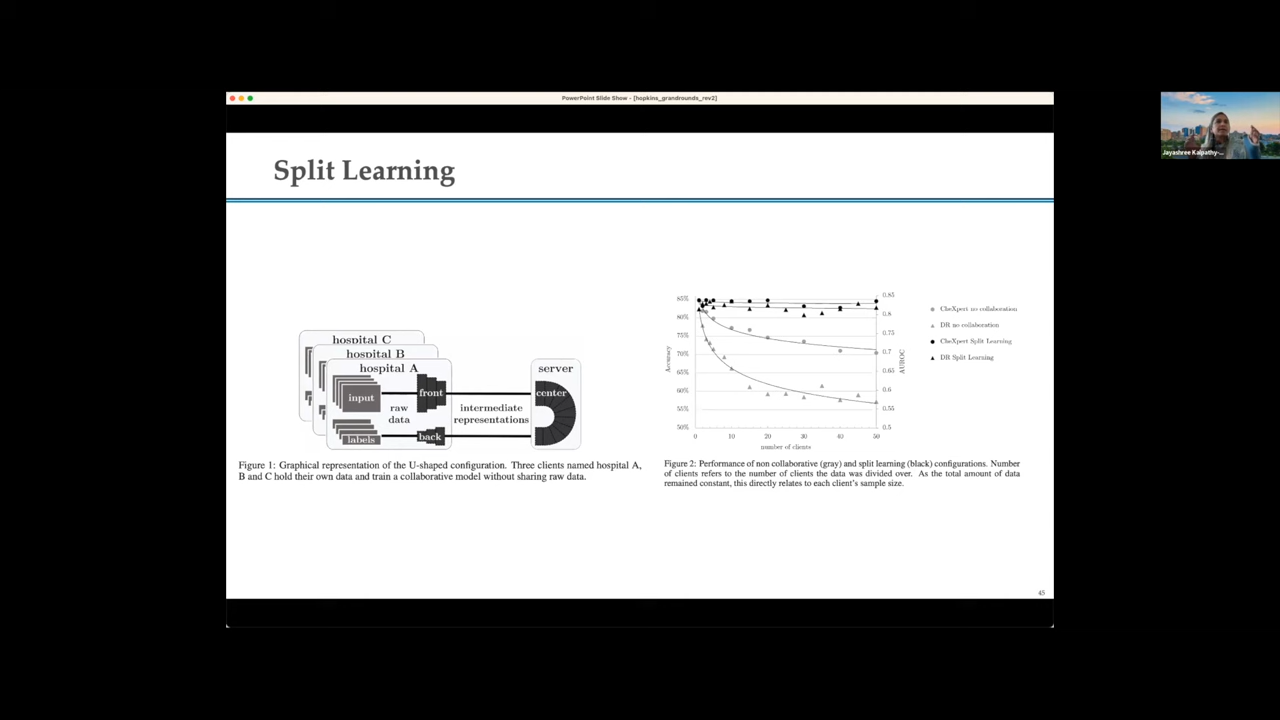 PowerPoint Slide Show - [hopkins_grandrounds_rev2]
Jayashree Kalpathy-...
Split Learning
hospital C
hospital B
hospital A
server
input
front
center
raw
data
intermediate
representations
labels
back
Figure 1: Graphical representation of the U-shaped configuration. Three clients named hospital A,
B and C hold their own data and train a collaborative model without sharing raw data.
85%
80%
75%
70%
65%
60%
55%
50%
Accuracy
0.85
0.8
0.75
0.7
0.65
0.6
0.55
0.5
AUROC
0
10
20
30
40
50
number of clients
CheXpert no collaboration
DR no collaboration
CheXpert Split Learning
DR Split Learning
Figure 2: Performance of non collaborative (gray) and split learning (black) configurations. Number
of clients refers to the number of clients the data was divided over. As the total amount of data
remained constant, this directly relates to each client's sample size.
45